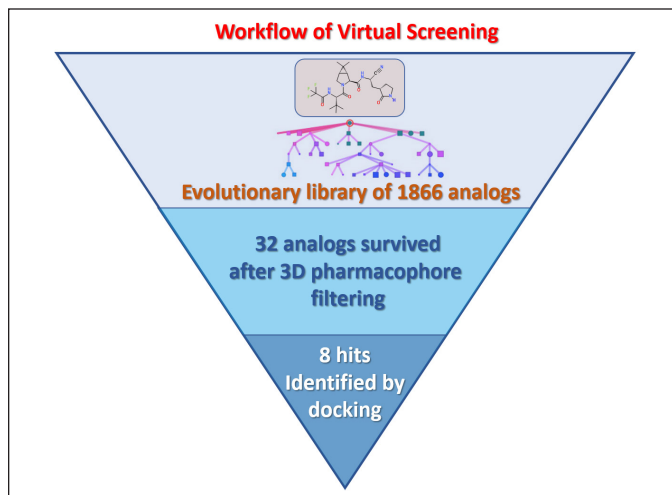 Workflow of Virtual Screening
Evolutionary library of 1866 analogs
32 analogs survived
after 3D pharmacophore
filtering
8 hits
Identified by
docking